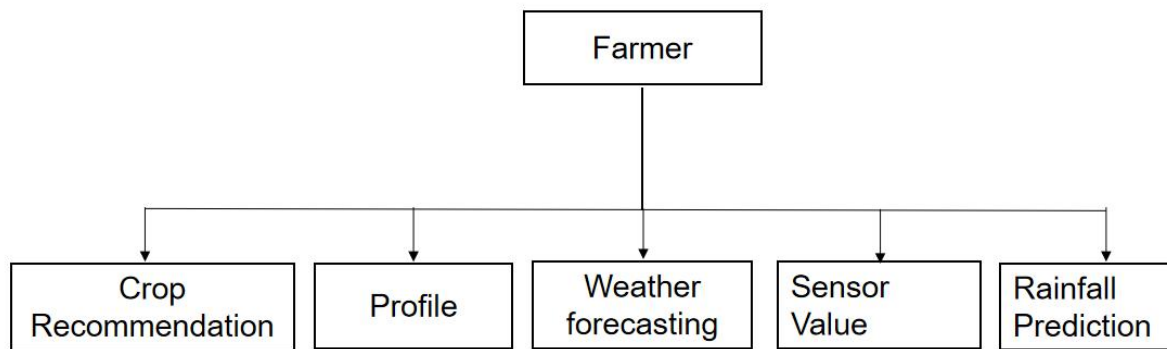 Farmer
Crop
Recommendation
Profile
Weather
forecasting
Sensor
Value
Rainfall
Prediction